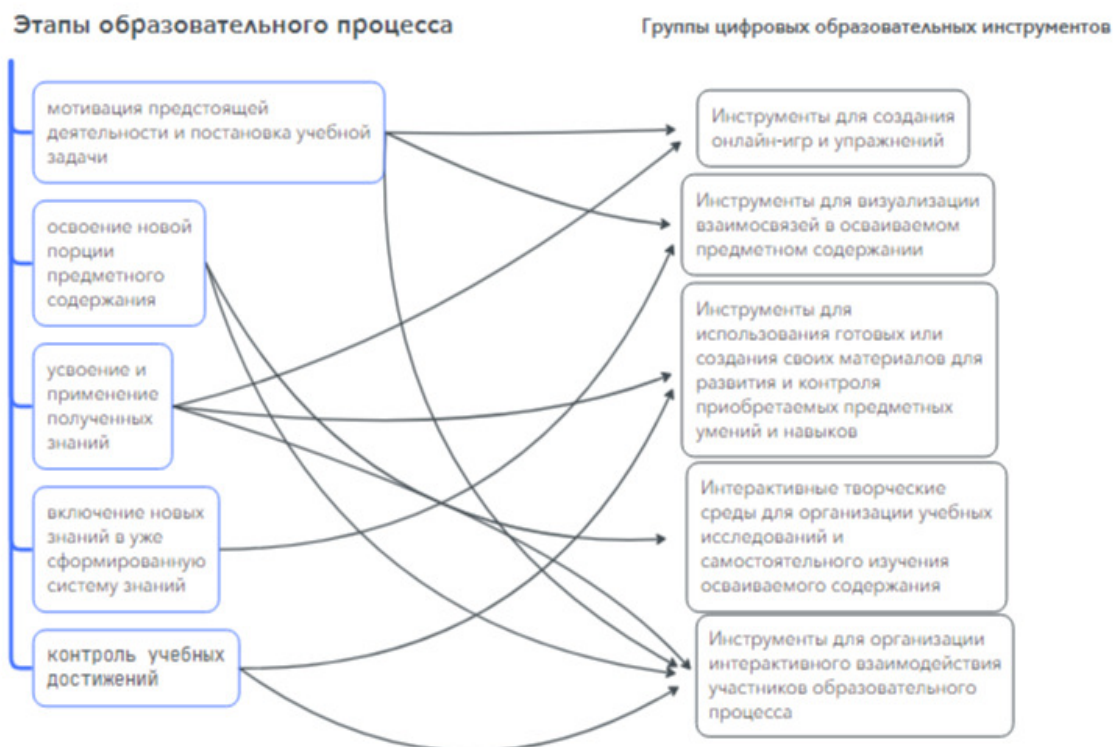 Этапы образовательного процесса
Группы цифровых образовательных инструментов
мотивация предстоящей
деятельности и постановка учебной
задачи
освоение новой
порции
предметного
содержания
усвоение и
применение
полученных
знаний
включение новых
знаний в уже
сформированную
систему знаний
контроль учебных
достижений
Инструменты для создания
онлайн-игр и упражнений
Инструменты для визуализации
взаимосвязей в осваиваемом
предметном содержании
Инструменты для
использования готовых или
создания своих материалов для
развития и контроля
приобретаемых предметных
умений и навыков
Интерактивные творческие
среды для организации учебных
исследований и
самостоятельного изучения
осваиваемого содержания
Инструменты для организации
интерактивного взаимодействия
участников образовательного
процесса